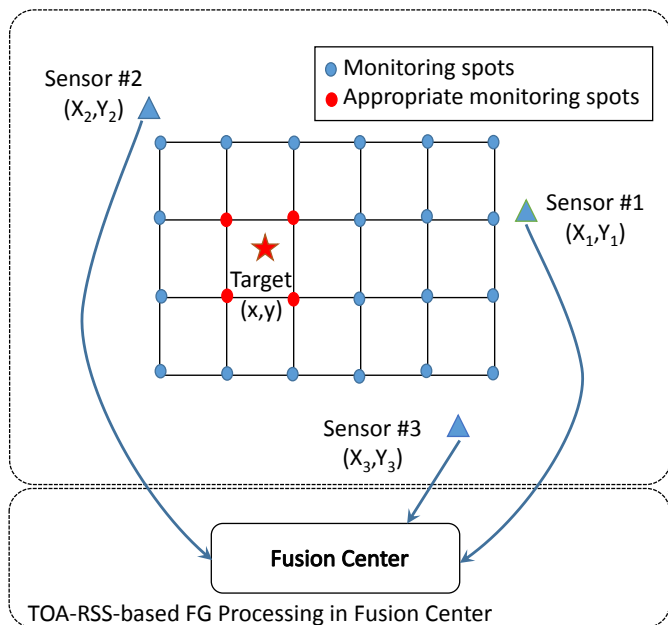 Monitoring spots
Appropriate monitoring spots
Sensor #2
(X₂,Y₂)
Sensor #1
(X₁,Y₁)
Target
(x,y)
Sensor #3
(X₃,Y₃)
Fusion Center
TOA-RSS-based FG Processing in Fusion Center